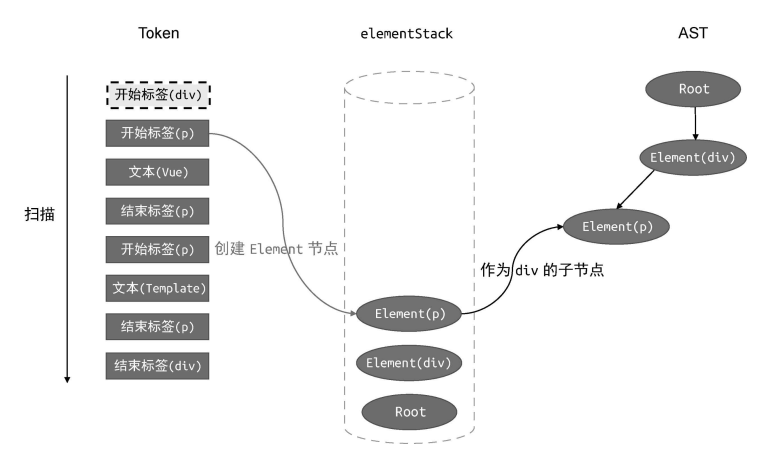 Token
elementStack
AST
扫描
开始标签(div)
开始标签(p)
文本(Vue)
结束标签(p)
开始标签(p)
文本(Template)
结束标签(p)
结束标签(div)
创建 Element 节点
Element(p)
Element(div)
Root
作为 div 的子节点
Root
Element(div)
Element(p)